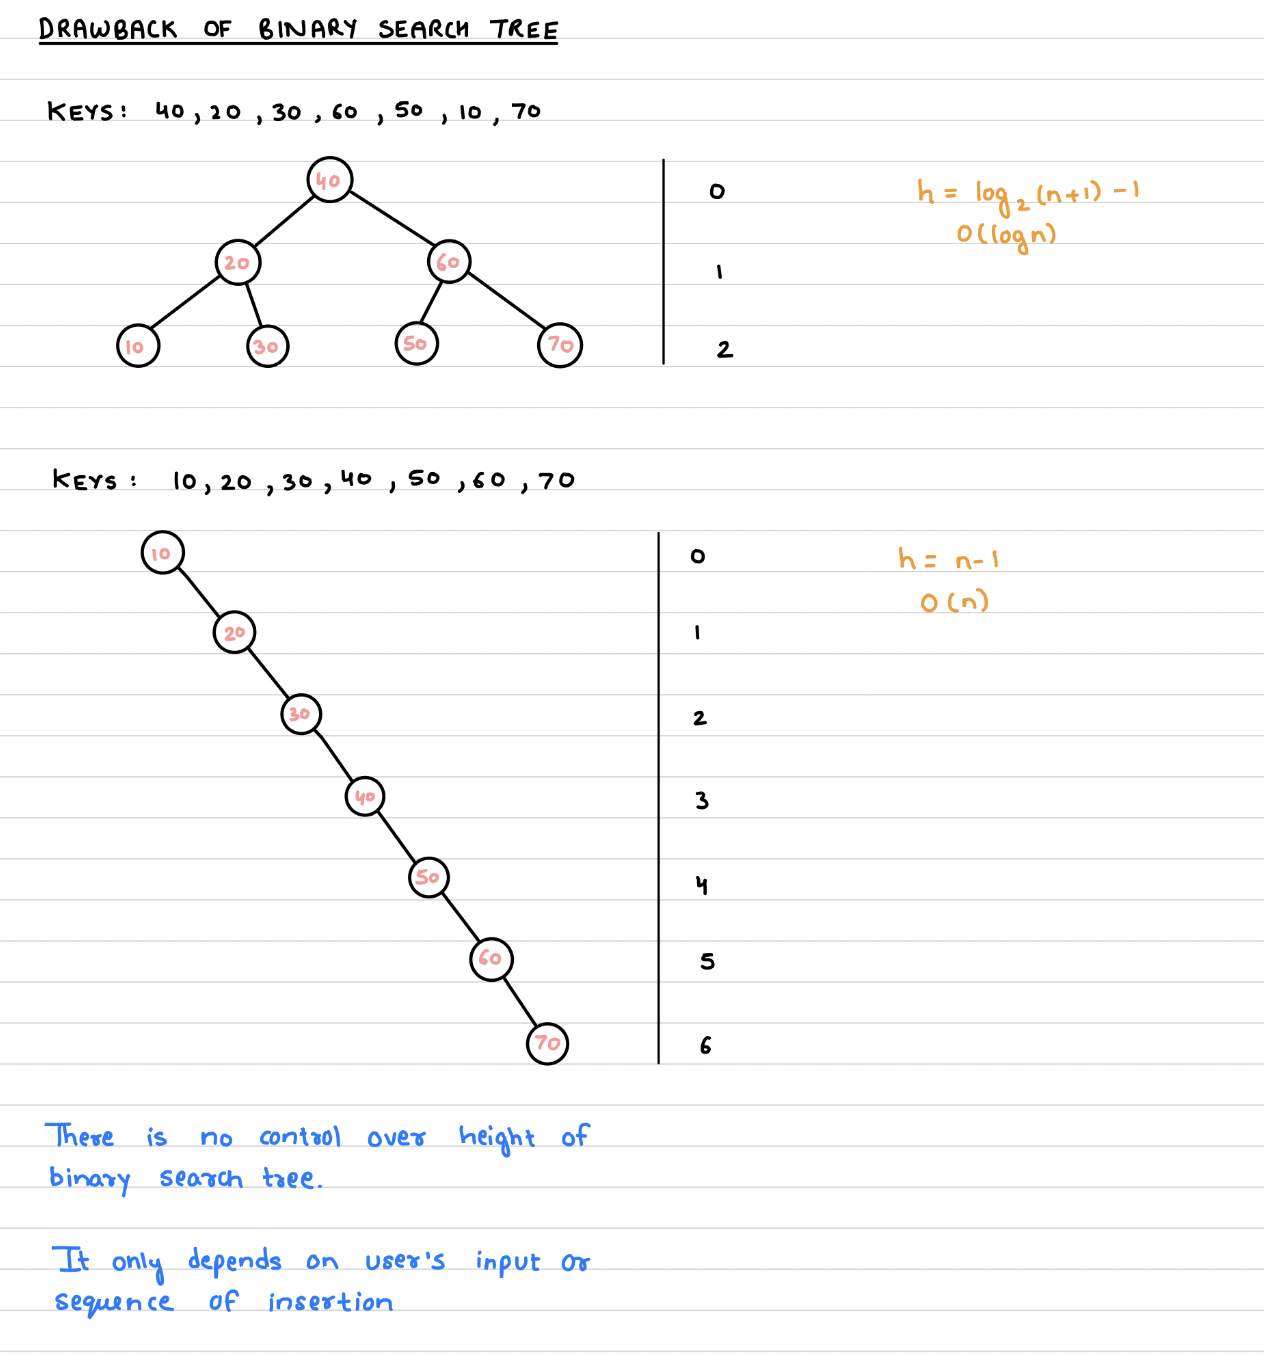 DRAWBACK OF BINARY SEARCH TREE
KEYS: 40, 20, 30, 60, 50, 10, 70
40
0
h = log₂(n+1) - 1
O(logn)
20 60
1
10 30 50 70
2
KEYS: 10, 20, 30, 40, 50, 60, 70
10
0
h = n-1
O(n)
20
1
30
2
40
3
50
4
60
5
70
6
There is no control over height of
binary search tree.
It only depends on user's input or
sequence of insertion